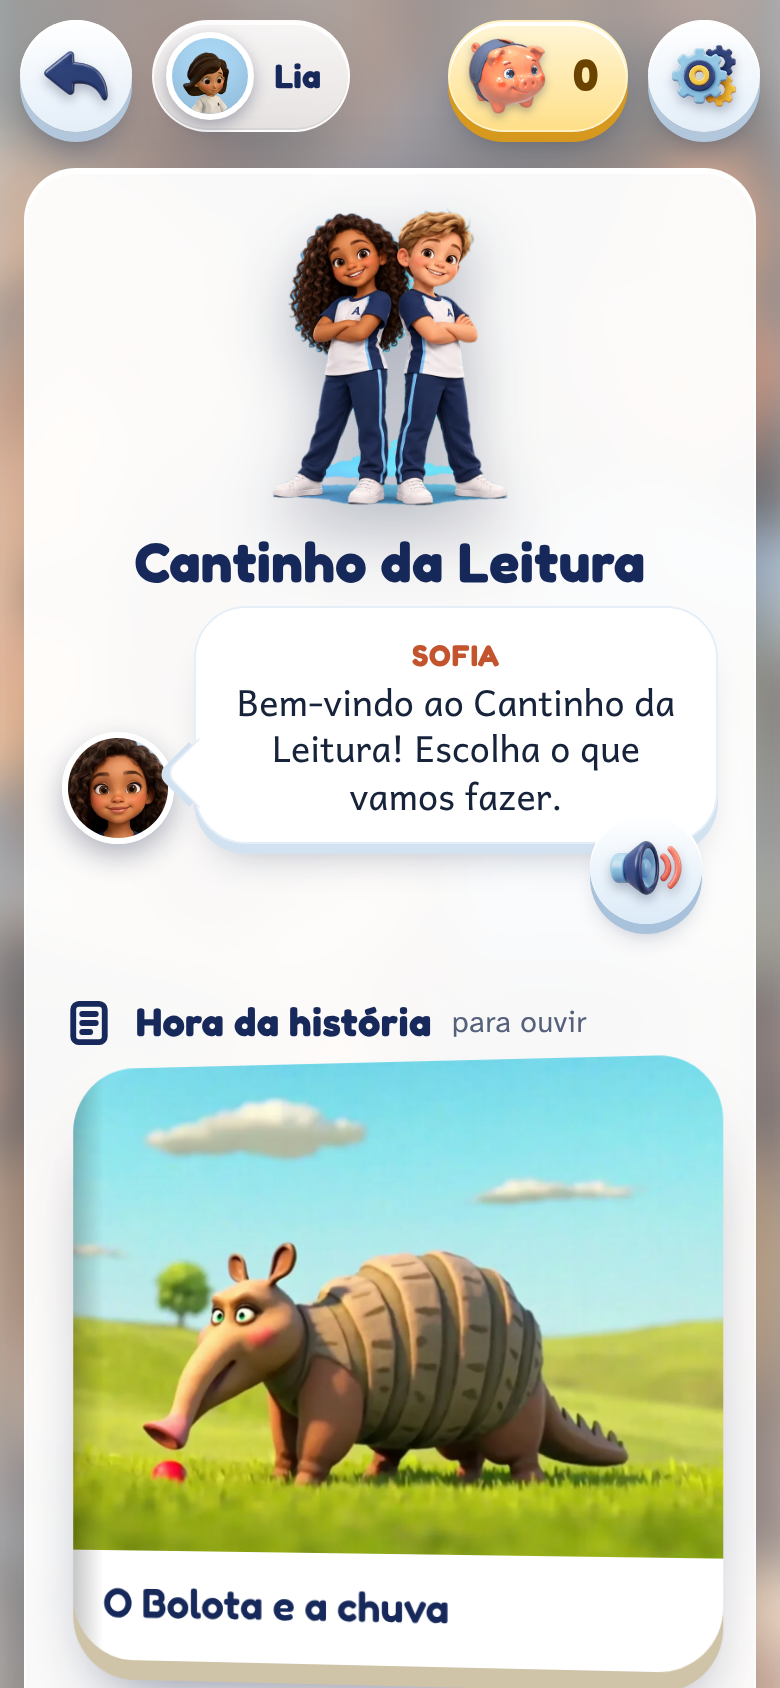 Lia
0
A
A
Cantinho da Leitura
SOFIA
Bem-vindo ao Cantinho da
Leitura! Escolha o que
vamos fazer.
Hora da história para ouvir
O Bolota e a chuva